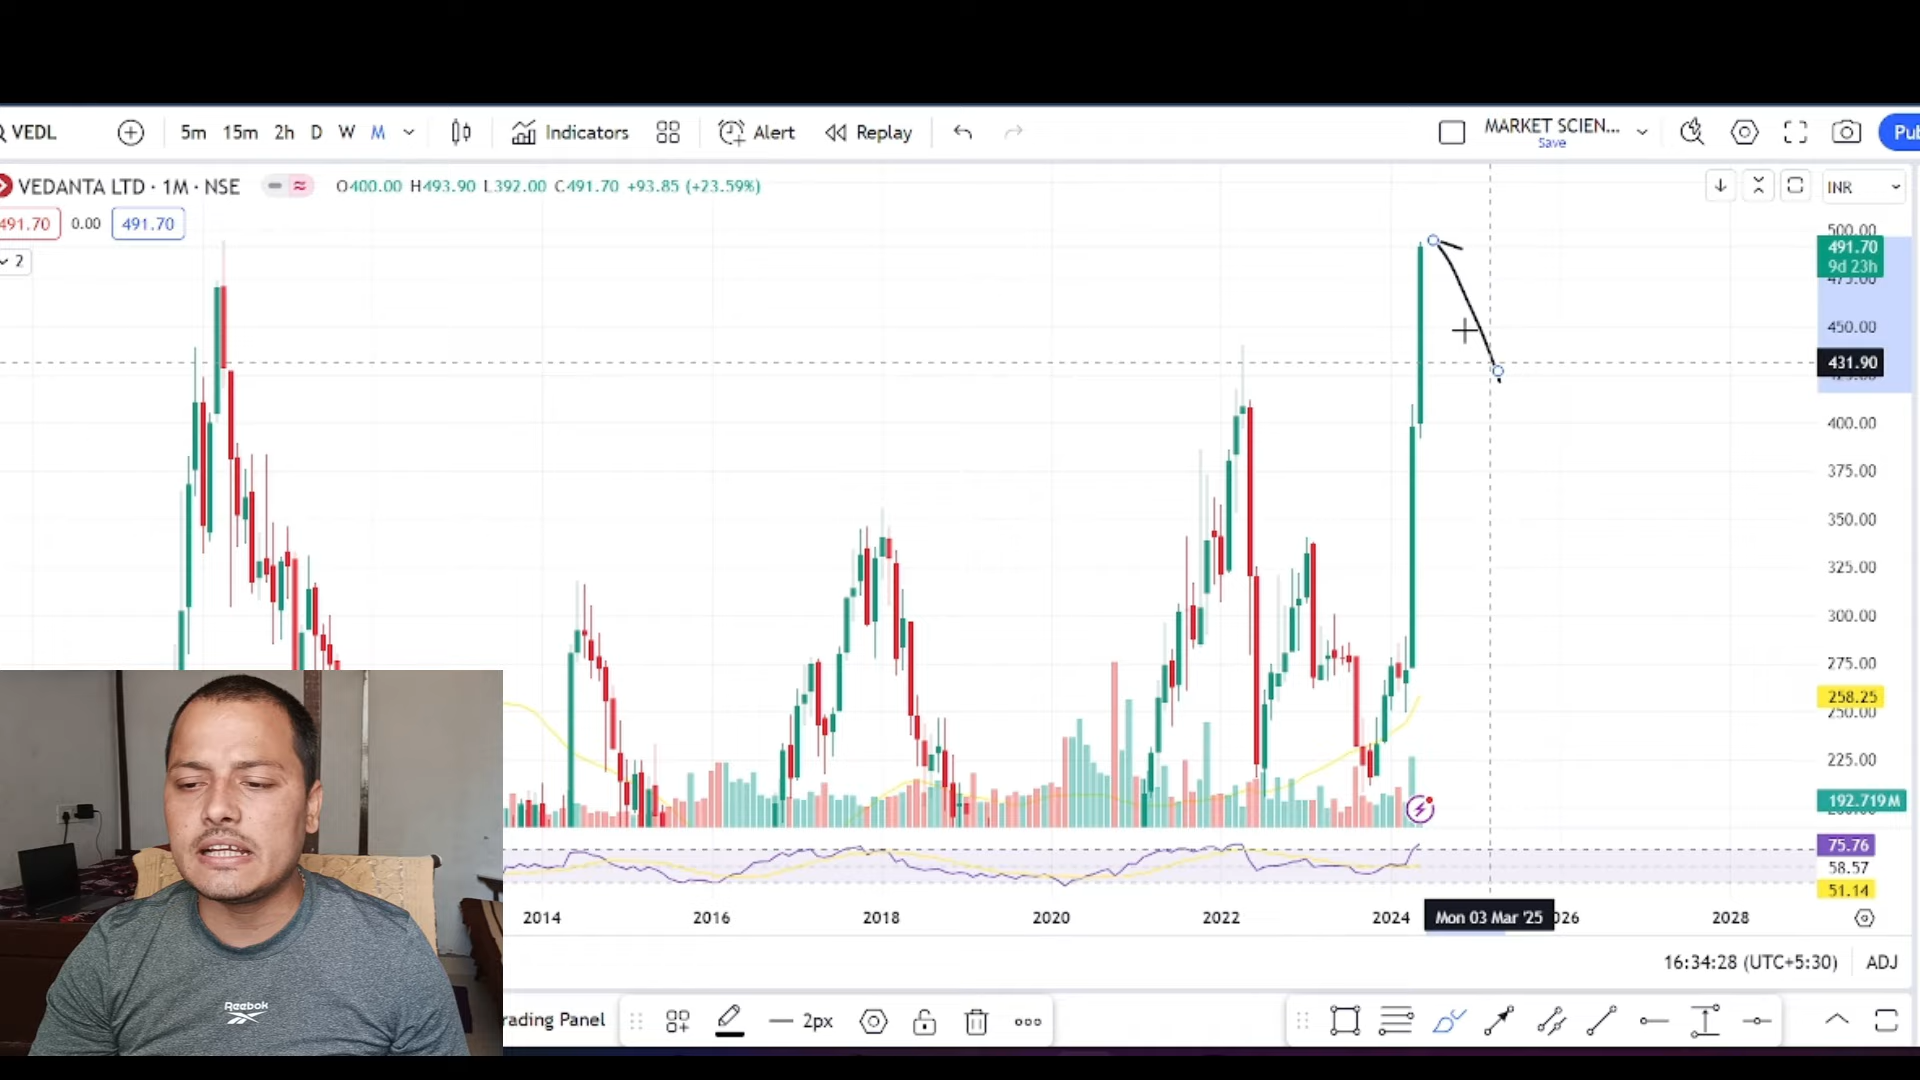 VEDL 5m 15m 2h D W M Indicators Alert Replay MARKET SCIEN... Save Pub
VEDANTA LTD · 1M · NSE O400.00 H493.90 L392.00 C491.70 +93.85 (+23.59%) INR
491.70 0.00 491.70
2
500.00
491.70
9d 23h
475.00
450.00
431.90
400.00
375.00
350.00
325.00
300.00
275.00
258.25
250.00
225.00
192.719M
75.76
58.57
51.14
2014 2016 2018 2020 2022 2024 Mon 03 Mar '25 026 2028
16:34:28 (UTC+5:30) ADJ
rading Panel 2px
Reebok